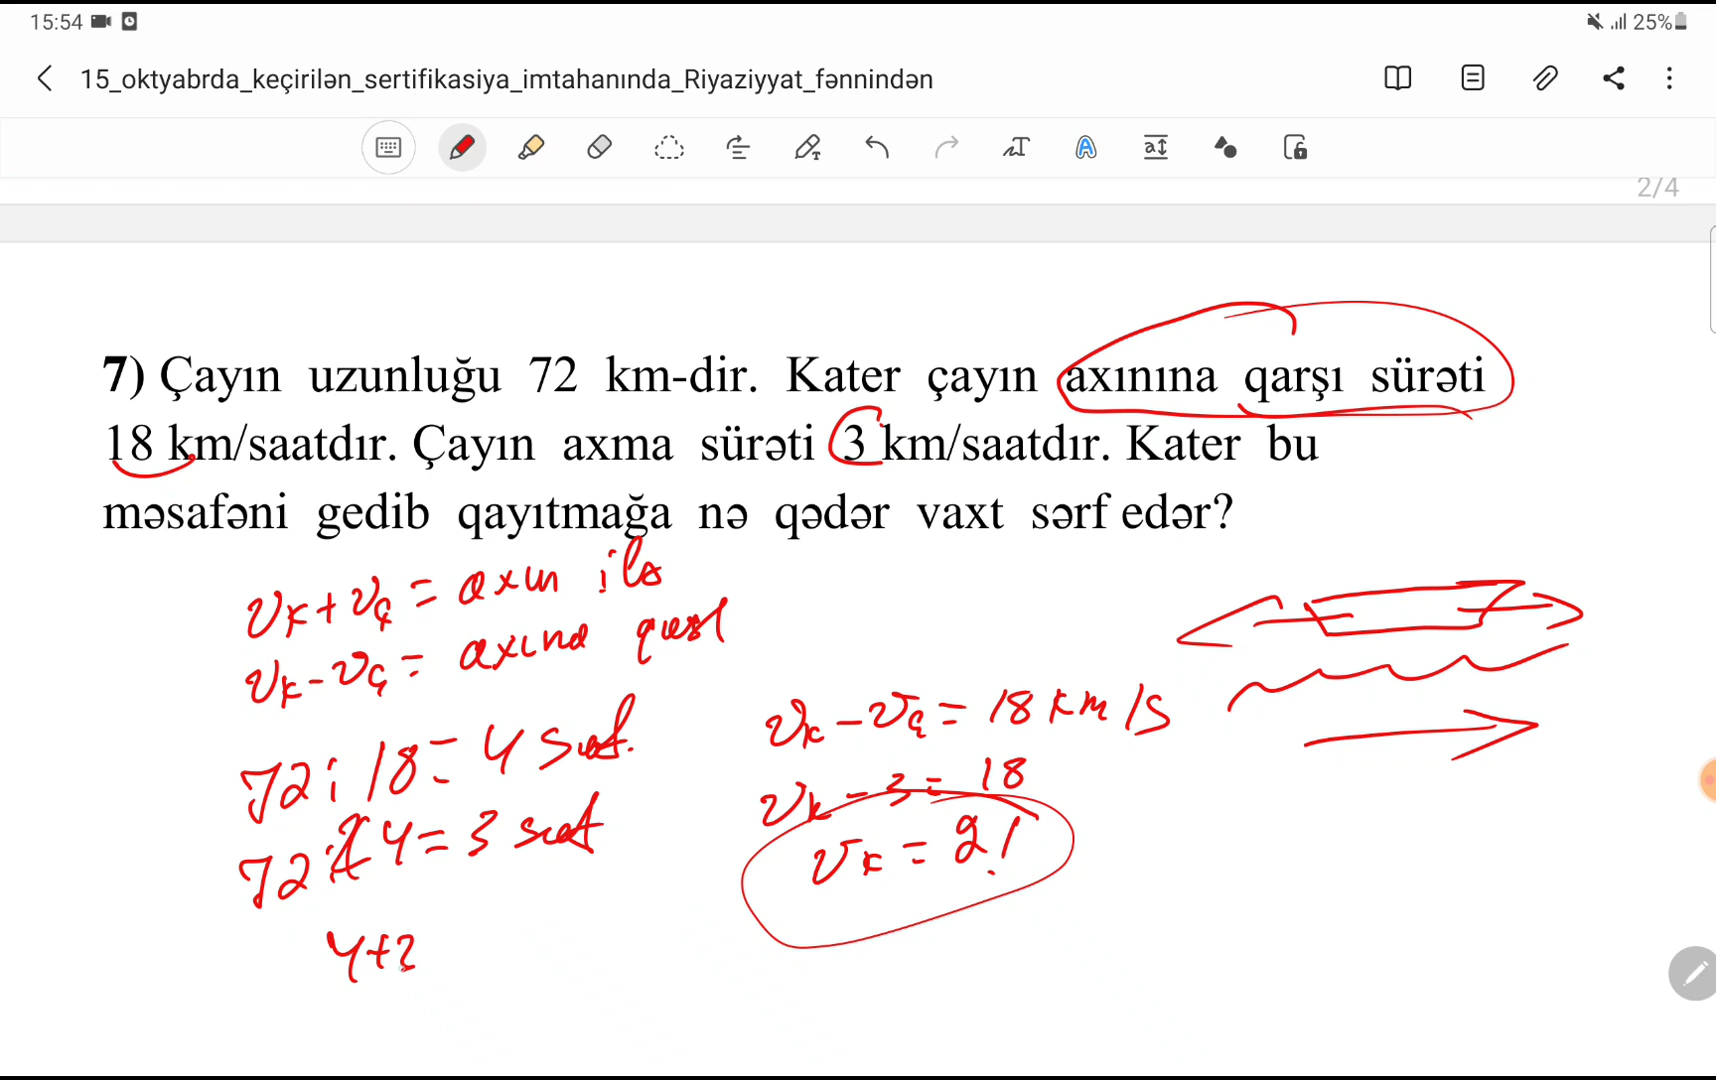 15:54
25%
15_oktyabrda_keçirilən_sertifikasiya_imtahanında_Riyaziyyat_fənnindən
2/4
7) Çayın uzunluğu 72 km-dir. Kater çayın axınına qarşı sürəti
18 km/saatdır. Çayın axma sürəti 3 km/saatdır. Kater bu
məsafəni gedib qayıtmağa nə qədər vaxt sərf edər?
vk+vç = axın ilə
vk-vç = axına qarşı
72 : 18 = 4 saat.
72 : 24 = 3 saat
4+3
vk - vç = 18 km/s
vk - 3 = 18
vk = 21